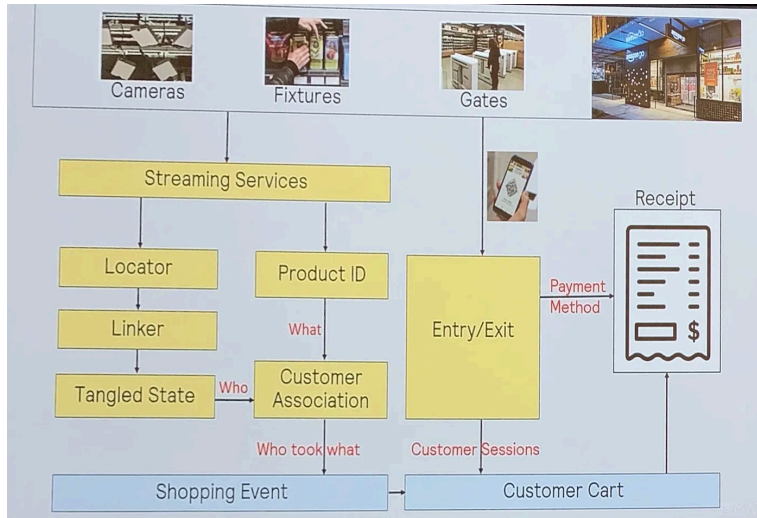 Cameras
Fixtures
Gates
Streaming Services
Receipt
Locator
Product ID
Payment
Method
Linker
What
Entry/Exit
$
Tangled State
Who
Customer
Association
Who took what
Customer Sessions
Shopping Event
Customer Cart